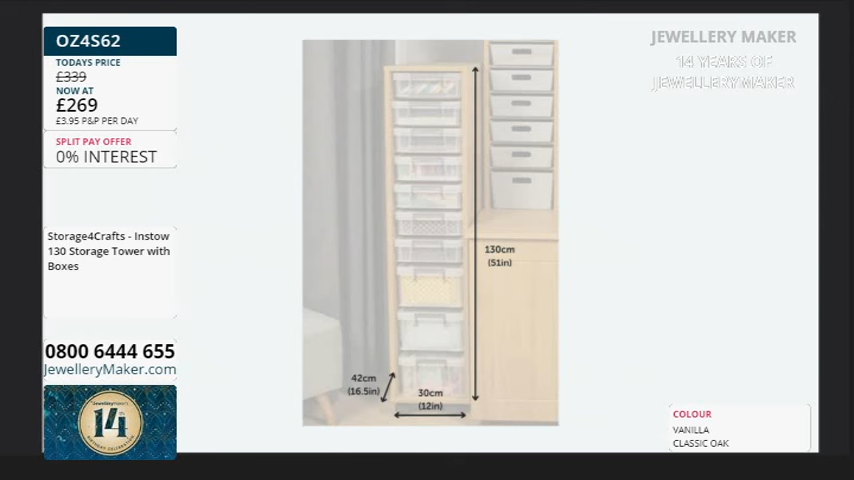 OZ4S62
TODAYS PRICE
£339
NOW AT
£269
£3.95 P&P PER DAY
SPLIT PAY OFFER
0% INTEREST
Storage4Crafts - Instow
130 Storage Tower with
Boxes
0800 6444 655
JewelleryMaker.com
14
JEWELLERY MAKER
14 YEARS OF
JEWELLERYMAKER
130cm
(51in)
42cm
(16.5in)
30cm
(12in)
COLOUR
VANILLA
CLASSIC OAK